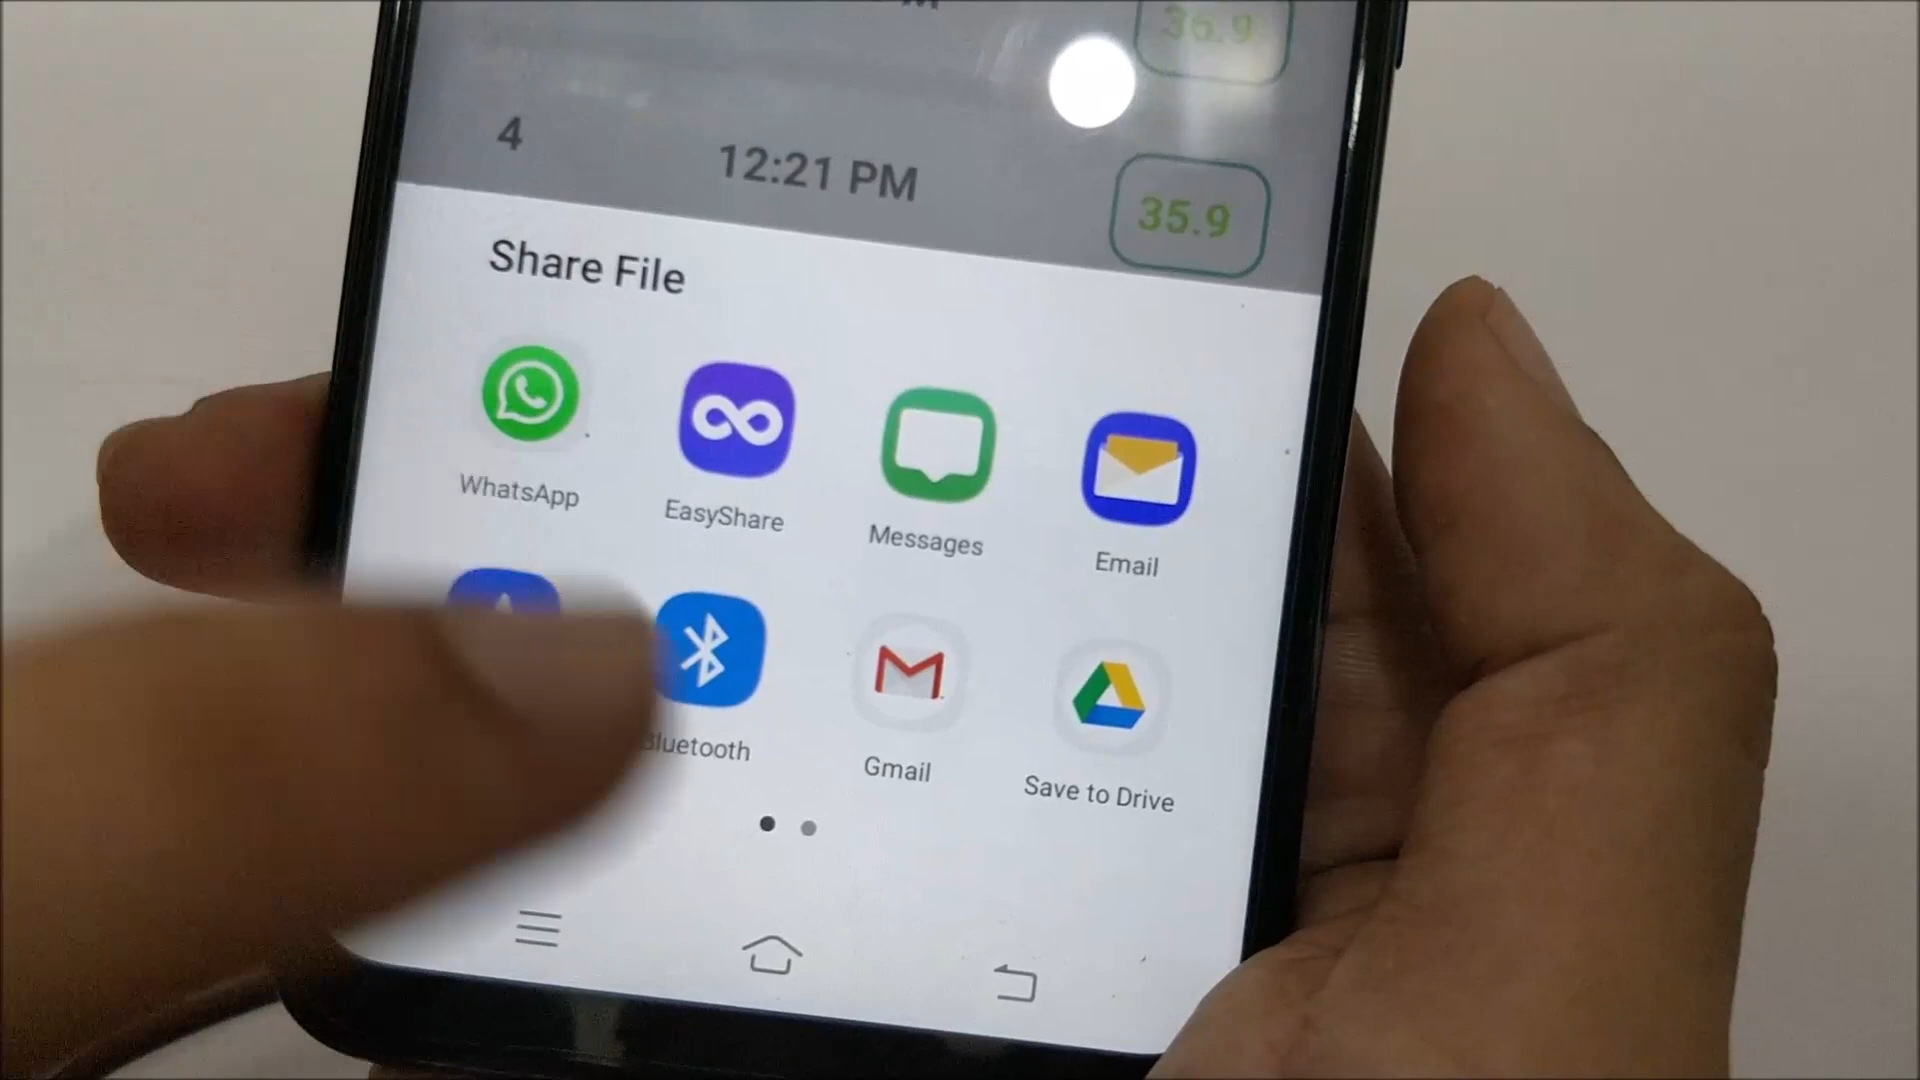 36.9
4 12:21 PM 35.9
Share File
WhatsApp EasyShare Messages Email
Bluetooth Gmail Save to Drive